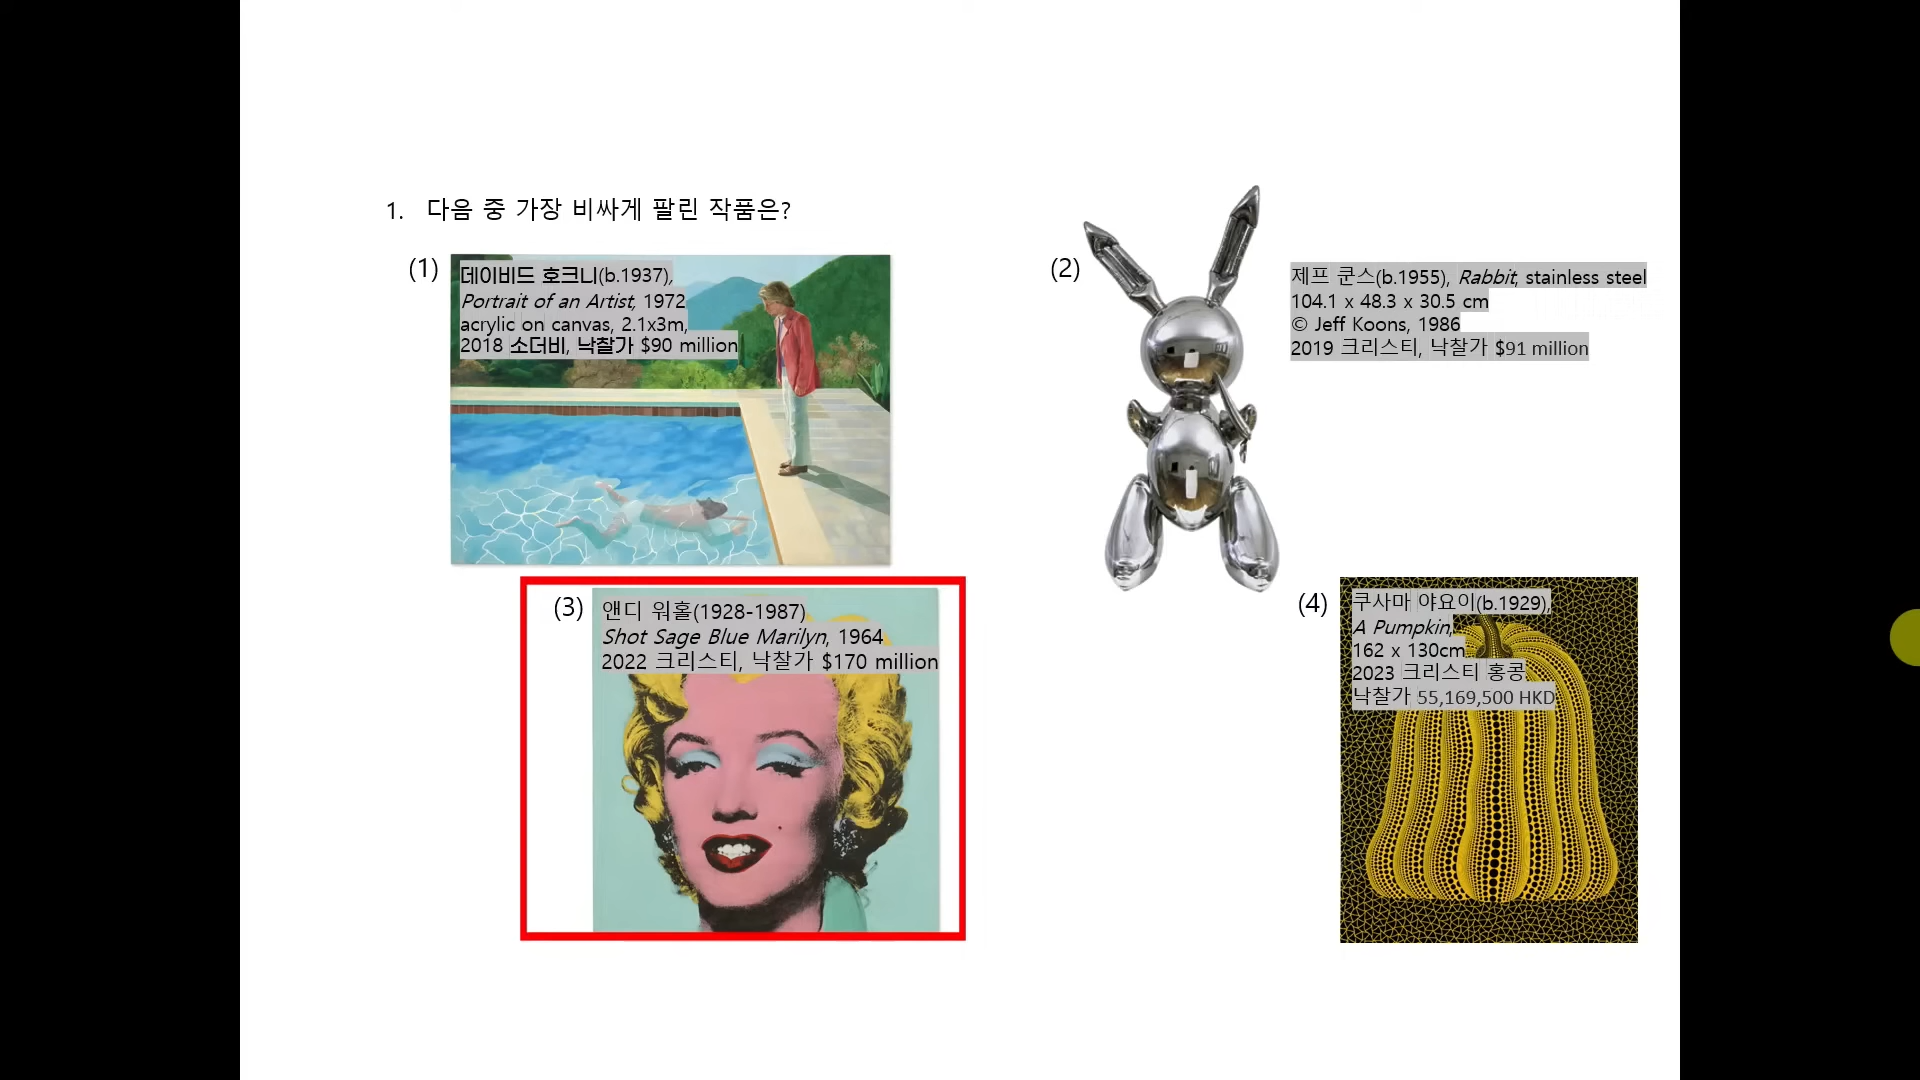 1. 다음 중 가장 비싸게 팔린 작품은?
(1)
데이비드 호크니(b.1937),
Portrait of an Artist, 1972
acrylic on canvas, 2.1x3m,
2018 소더비, 낙찰가 $90 million
(2)
제프 쿤스(b.1955), Rabbit, stainless steel
104.1 x 48.3 x 30.5 cm
© Jeff Koons, 1986
2019 크리스티, 낙찰가 $91 million
(3)
앤디 워홀(1928-1987)
Shot Sage Blue Marilyn, 1964
2022 크리스티, 낙찰가 $170 million
(4)
쿠사마 야요이(b.1929),
A Pumpkin,
162 x 130cm
2023 크리스티 홍콩
낙찰가 55,169,500 HKD